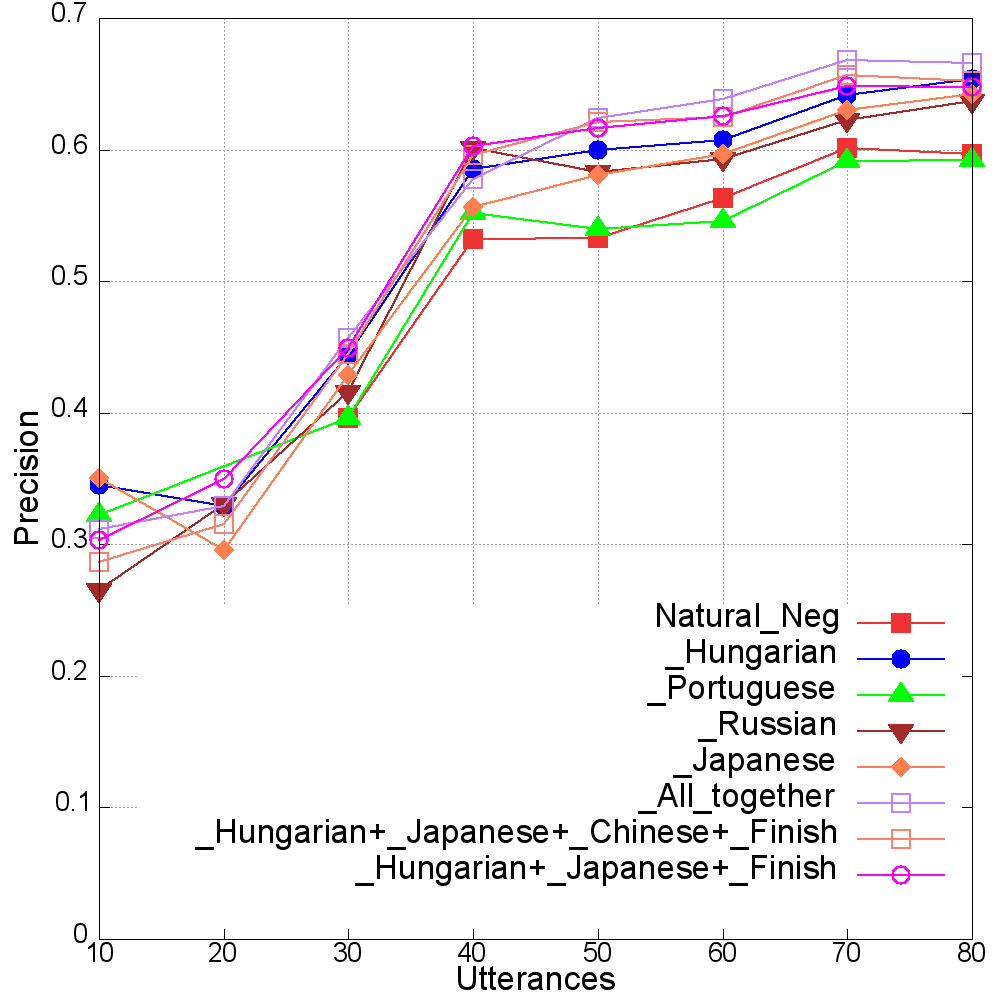 0.7
0.6
0.5
0.4
0.3
0.2
0.1
0
Precision
10 20 30 40 50 60 70 80
Utterances
Natural_Neg
_Hungarian
_Portuguese
_Russian
_Japanese
_All_together
_Hungarian+_Japanese+_Chinese+_Finish
_Hungarian+_Japanese+_Finish